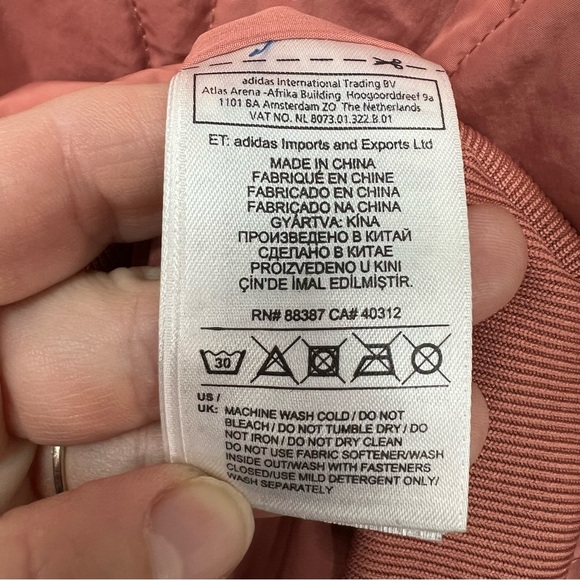 adidas International Trading BV
Atlas Arena -Afrika Building Hoogoorddreef 9a
1101 BA Amsterdam ZO The Netherlands
VAT NO. NL 8073.01.322.B.01
ET: adidas Imports and Exports Ltd
MADE IN CHINA
FABRIQUÉ EN CHINE
FABRICADO EN CHINA
FABRICADO NA CHINA
GYÁRTVA: KÍNA
ПРОИЗВЕДЕНО В КИТАЙ
СДЕЛАНО В КИТАЕ
PROIZVEDENO U KINI
ÇİN'DE İMAL EDİLMİŞTİR.
RN# 88387 CA# 40312
30
US /
UK: MACHINE WASH COLD / DO NOT
BLEACH / DO NOT TUMBLE DRY / DO
NOT IRON / DO NOT DRY CLEAN
DO NOT USE FABRIC SOFTENER/WASH
INSIDE OUT/WASH WITH FASTENERS
CLOSED/USE MILD DETERGENT ONLY/
WASH SEPARATELY